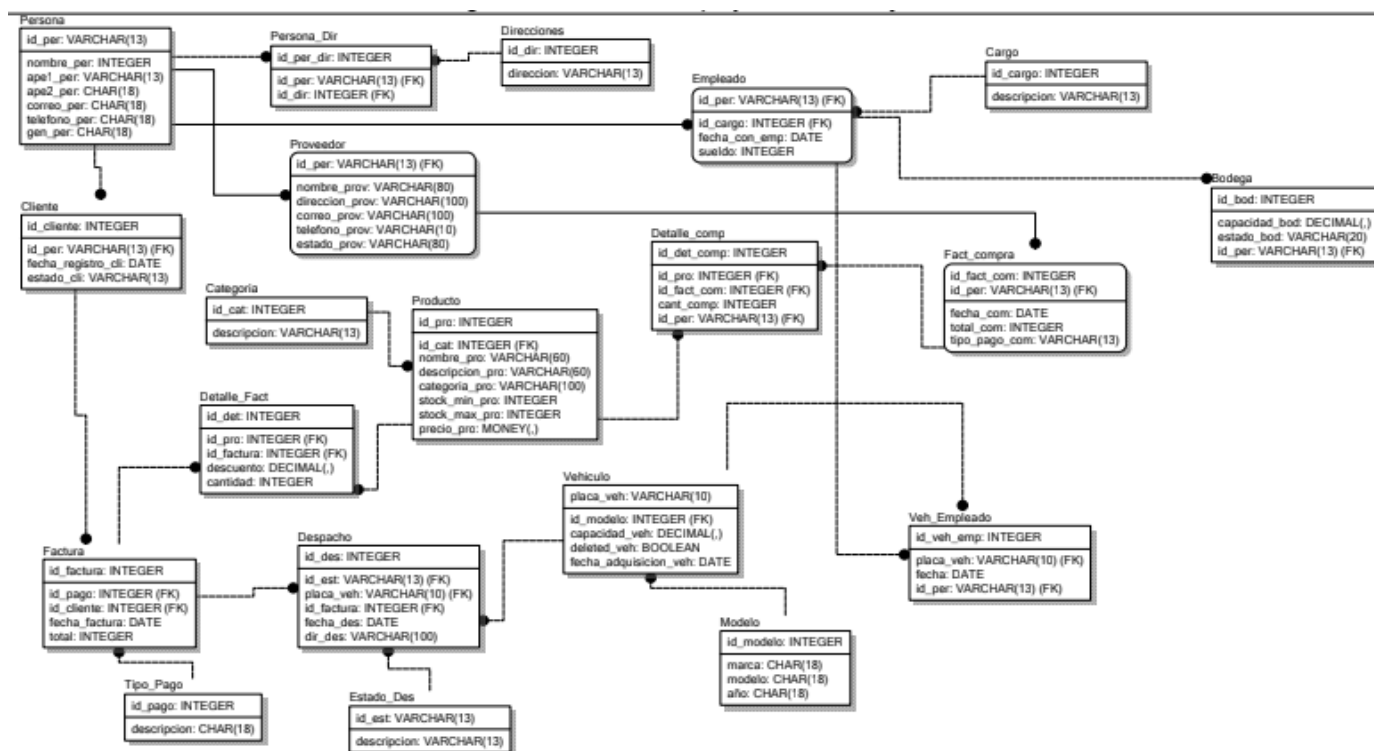 Persona
id_per: VARCHAR(13)
nombre_per: INTEGER
ape1_per: VARCHAR(13)
ape2_per: CHAR(18)
correo_per: CHAR(18)
telefono_per: CHAR(18)
gen_per: CHAR(18)
Persona_Dir
id_per_dir: INTEGER
id_per: VARCHAR(13) (FK)
id_dir: INTEGER (FK)
Direcciones
id_dir: INTEGER
direccion: VARCHAR(13)
Cargo
id_cargo: INTEGER
descripcion: VARCHAR(13)
Empleado
id_per: VARCHAR(13) (FK)
id_cargo: INTEGER (FK)
fecha_con_emp: DATE
sueldo: INTEGER
Proveedor
id_per: VARCHAR(13) (FK)
nombre_prov: VARCHAR(80)
direccion_prov: VARCHAR(100)
correo_prov: VARCHAR(100)
telefono_prov: VARCHAR(10)
estado_prov: VARCHAR(80)
Bodega
id_bod: INTEGER
capacidad_bod: DECIMAL(,)
estado_bod: VARCHAR(20)
id_per: VARCHAR(13) (FK)
Cliente
id_cliente: INTEGER
id_per: VARCHAR(13) (FK)
fecha_registro_cli: DATE
estado_cli: VARCHAR(13)
Detalle_comp
id_det_comp: INTEGER
id_pro: INTEGER (FK)
id_fact_com: INTEGER (FK)
cant_comp: INTEGER
id_per: VARCHAR(13) (FK)
Fact_compra
id_fact_com: INTEGER
id_per: VARCHAR(13) (FK)
fecha_com: DATE
total_com: INTEGER
tipo_pago_com: VARCHAR(13)
Categoria
id_cat: INTEGER
descripcion: VARCHAR(13)
Producto
id_pro: INTEGER
id_cat: INTEGER (FK)
nombre_pro: VARCHAR(60)
descripcion_pro: VARCHAR(60)
categoria_pro: VARCHAR(100)
stock_min_pro: INTEGER
stock_max_pro: INTEGER
precio_pro: MONEY(,)
Detalle_Fact
id_det: INTEGER
id_pro: INTEGER (FK)
id_factura: INTEGER (FK)
descuento: DECIMAL(,)
cantidad: INTEGER
Vehiculo
placa_veh: VARCHAR(10)
id_modelo: INTEGER (FK)
capacidad_veh: DECIMAL(,)
deleted_veh: BOOLEAN
fecha_adquisicion_veh: DATE
Veh_Empleado
id_veh_emp: INTEGER
placa_veh: VARCHAR(10) (FK)
fecha: DATE
id_per: VARCHAR(13) (FK)
Factura
id_factura: INTEGER
id_pago: INTEGER (FK)
id_cliente: INTEGER (FK)
fecha_factura: DATE
total: INTEGER
Despacho
id_des: INTEGER
id_est: VARCHAR(13) (FK)
placa_veh: VARCHAR(10) (FK)
id_factura: INTEGER (FK)
fecha_des: DATE
dir_des: VARCHAR(100)
Modelo
id_modelo: INTEGER
marca: CHAR(18)
modelo: CHAR(18)
año: CHAR(18)
Tipo_Pago
id_pago: INTEGER
descripcion: CHAR(18)
Estado_Des
id_est: VARCHAR(13)
descripcion: VARCHAR(13)